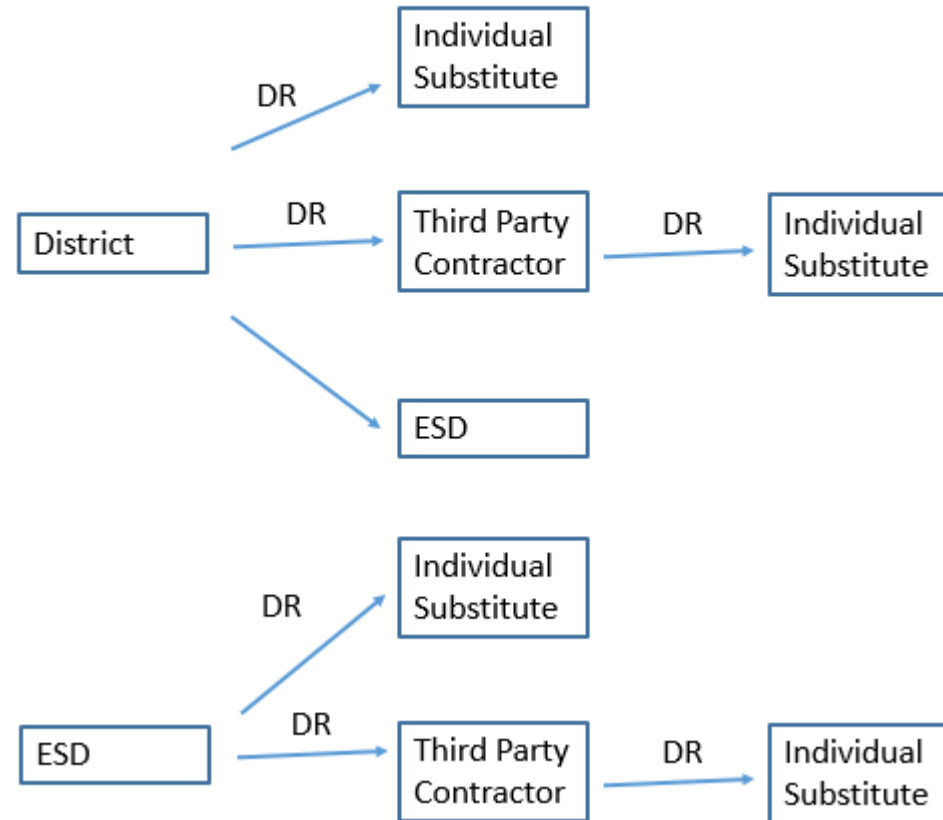 Individual
Substitute
DR
DR
Third Party
Contractor
DR
Individual
Substitute
District
ESD
Individual
Substitute
DR
DR
ESD
Third Party
Contractor
DR
Individual
Substitute